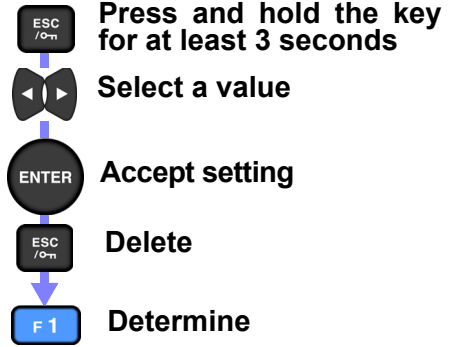 ESC
/O
Press and hold the key
for at least 3 seconds
Select a value
ENTER
Accept setting
ESC
/O
Delete
F1
Determine